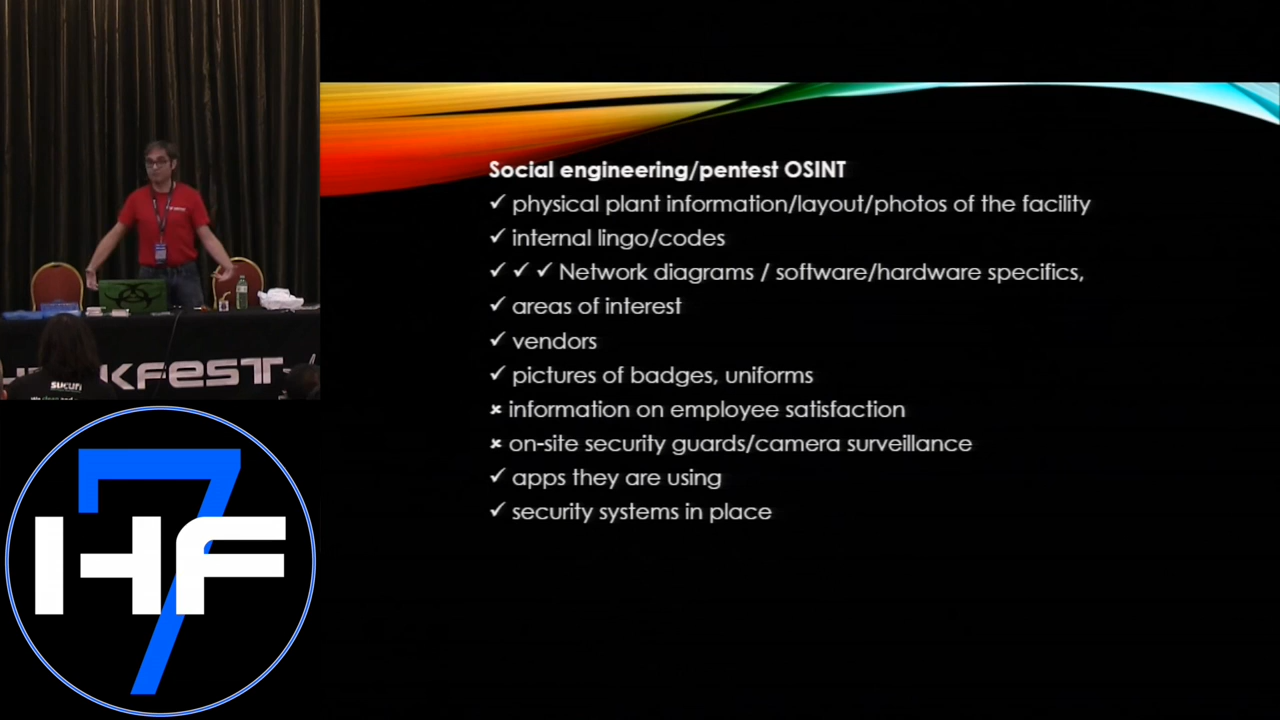 Social engineering/pentest OSINT
✓ physical plant information/layout/photos of the facility
✓ internal lingo/codes
✓ ✓ ✓ Network diagrams / software/hardware specifics,
✓ areas of interest
✓ vendors
✓ pictures of badges, uniforms
× information on employee satisfaction
× on-site security guards/camera surveillance
✓ apps they are using
✓ security systems in place
KFEST
sucuri
7
HF